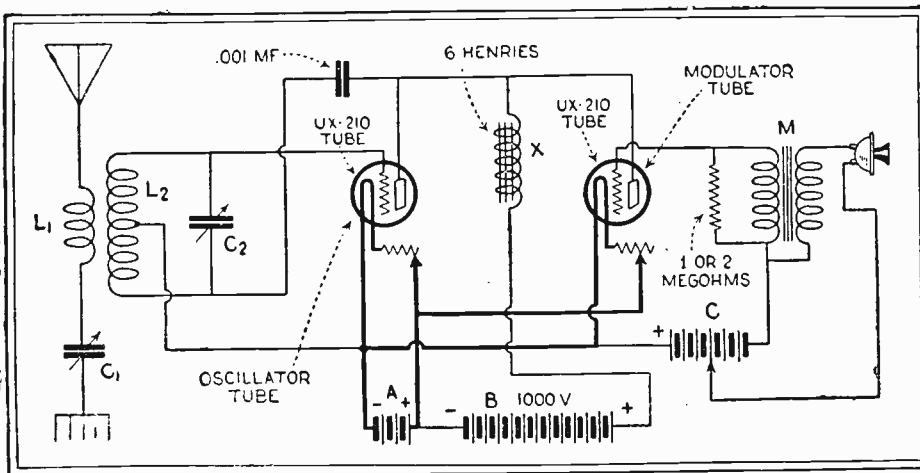 .001 MF
6 HENRIES
MODULATOR
TUBE
UX-210
TUBE
UX-210
TUBE
X
M
L2
L1
C2
1 OR 2
MEGOHMS
C
+
C1
OSCILLATOR
TUBE
- A +
- B 1000 V +